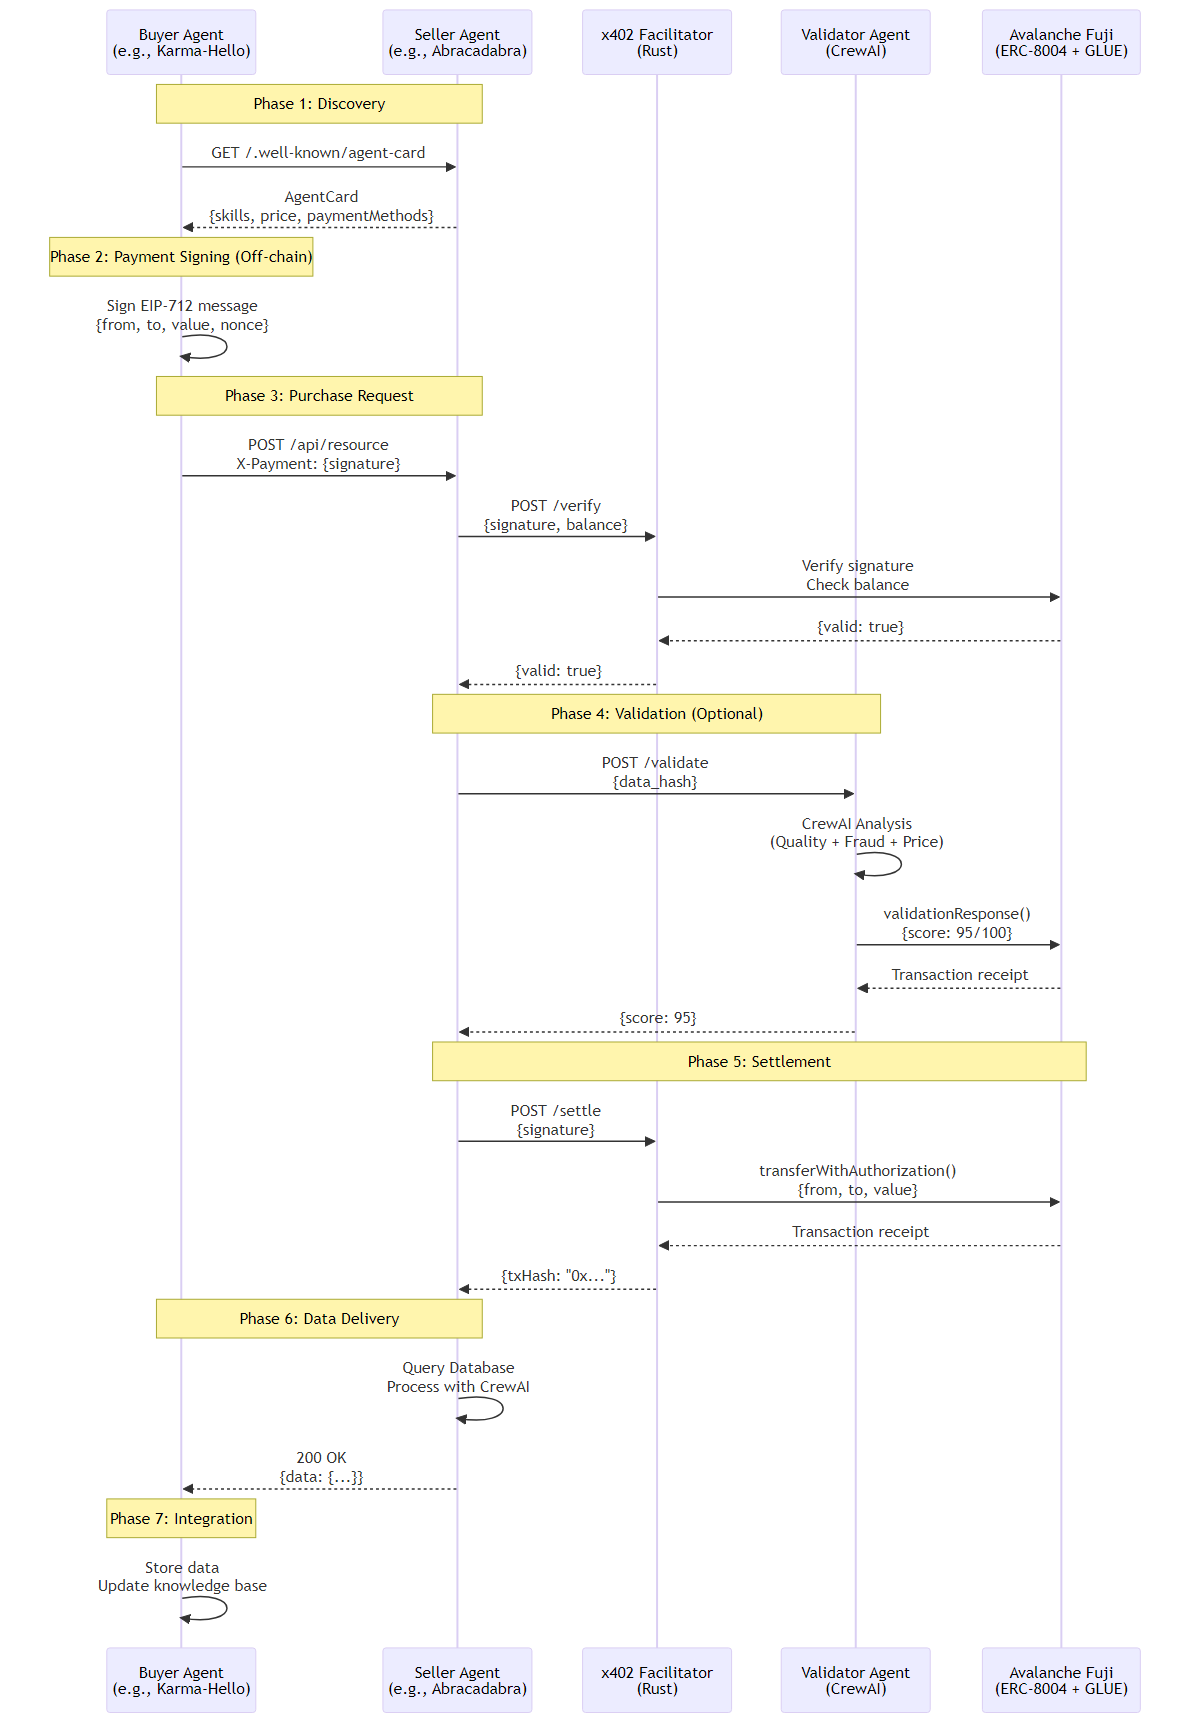 Buyer Agent
(e.g., Karma-Hello)
Seller Agent
(e.g., Abracadabra)
x402 Facilitator
(Rust)
Validator Agent
(CrewAI)
Avalanche Fuji
(ERC-8004 + GLUE)
Phase 1: Discovery
GET /.well-known/agent-card
AgentCard
{skills, price, paymentMethods}
Phase 2: Payment Signing (Off-chain)
Sign EIP-712 message
{from, to, value, nonce}
Phase 3: Purchase Request
POST /api/resource
X-Payment: {signature}
POST /verify
{signature, balance}
Verify signature
Check balance
{valid: true}
{valid: true}
Phase 4: Validation (Optional)
POST /validate
{data_hash}
CrewAI Analysis
(Quality + Fraud + Price)
validationResponse()
{score: 95/100}
Transaction receipt
{score: 95}
Phase 5: Settlement
POST /settle
{signature}
transferWithAuthorization()
{from, to, value}
Transaction receipt
{txHash: "0x..."}
Phase 6: Data Delivery
Query Database
Process with CrewAI
200 OK
{data: {...}}
Phase 7: Integration
Store data
Update knowledge base
Buyer Agent
(e.g., Karma-Hello)
Seller Agent
(e.g., Abracadabra)
x402 Facilitator
(Rust)
Validator Agent
(CrewAI)
Avalanche Fuji
(ERC-8004 + GLUE)